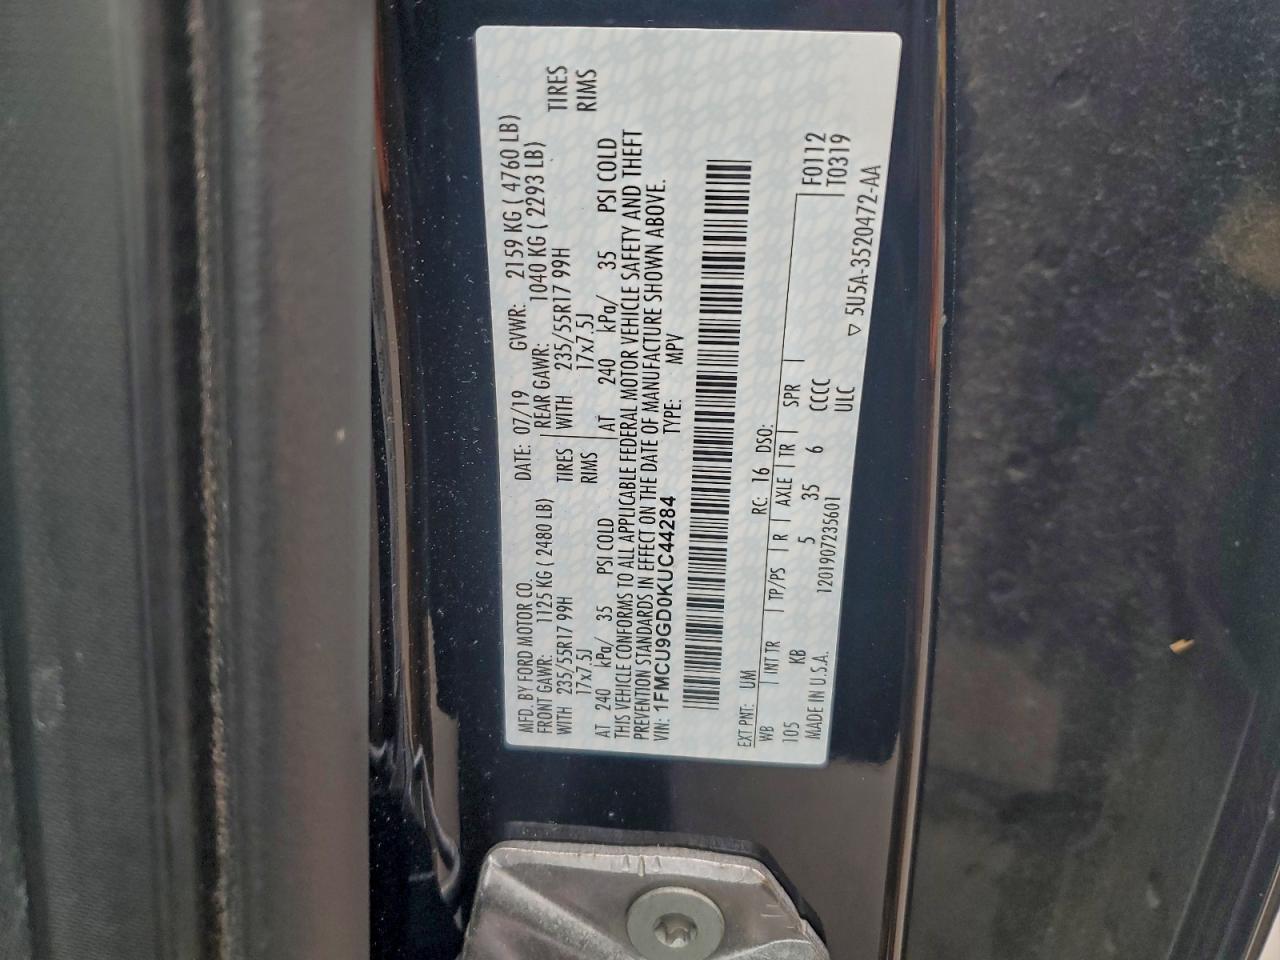 MFD. BY FORD MOTOR CO. DATE: 07/19 GVWR: 2159 KG ( 4760 LB)
FRONT GAWR: 1125 KG ( 2480 LB) REAR GAWR: 1040 KG ( 2293 LB)
WITH 235/55R17 99H TIRES WITH 235/55R17 99H TIRES
17x7.5J RIMS 17x7.5J RIMS
AT 240 kPa/ 35 PSI COLD AT 240 kPa/ 35 PSI COLD
THIS VEHICLE CONFORMS TO ALL APPLICABLE FEDERAL MOTOR VEHICLE SAFETY AND THEFT
PREVENTION STANDARDS IN EFFECT ON THE DATE OF MANUFACTURE SHOWN ABOVE.
VIN: 1FMCU9GD0KUC44284 TYPE: MPV
EXT PNT: UM RC: 16 DSO:
WB INT TR TP/PS R AXLE TR SPR F0112
105 KB 5 35 6 CCCC T0319
MADE IN U.S.A. 1201907235601 ULC
▽ 5U5A-3520472-AA